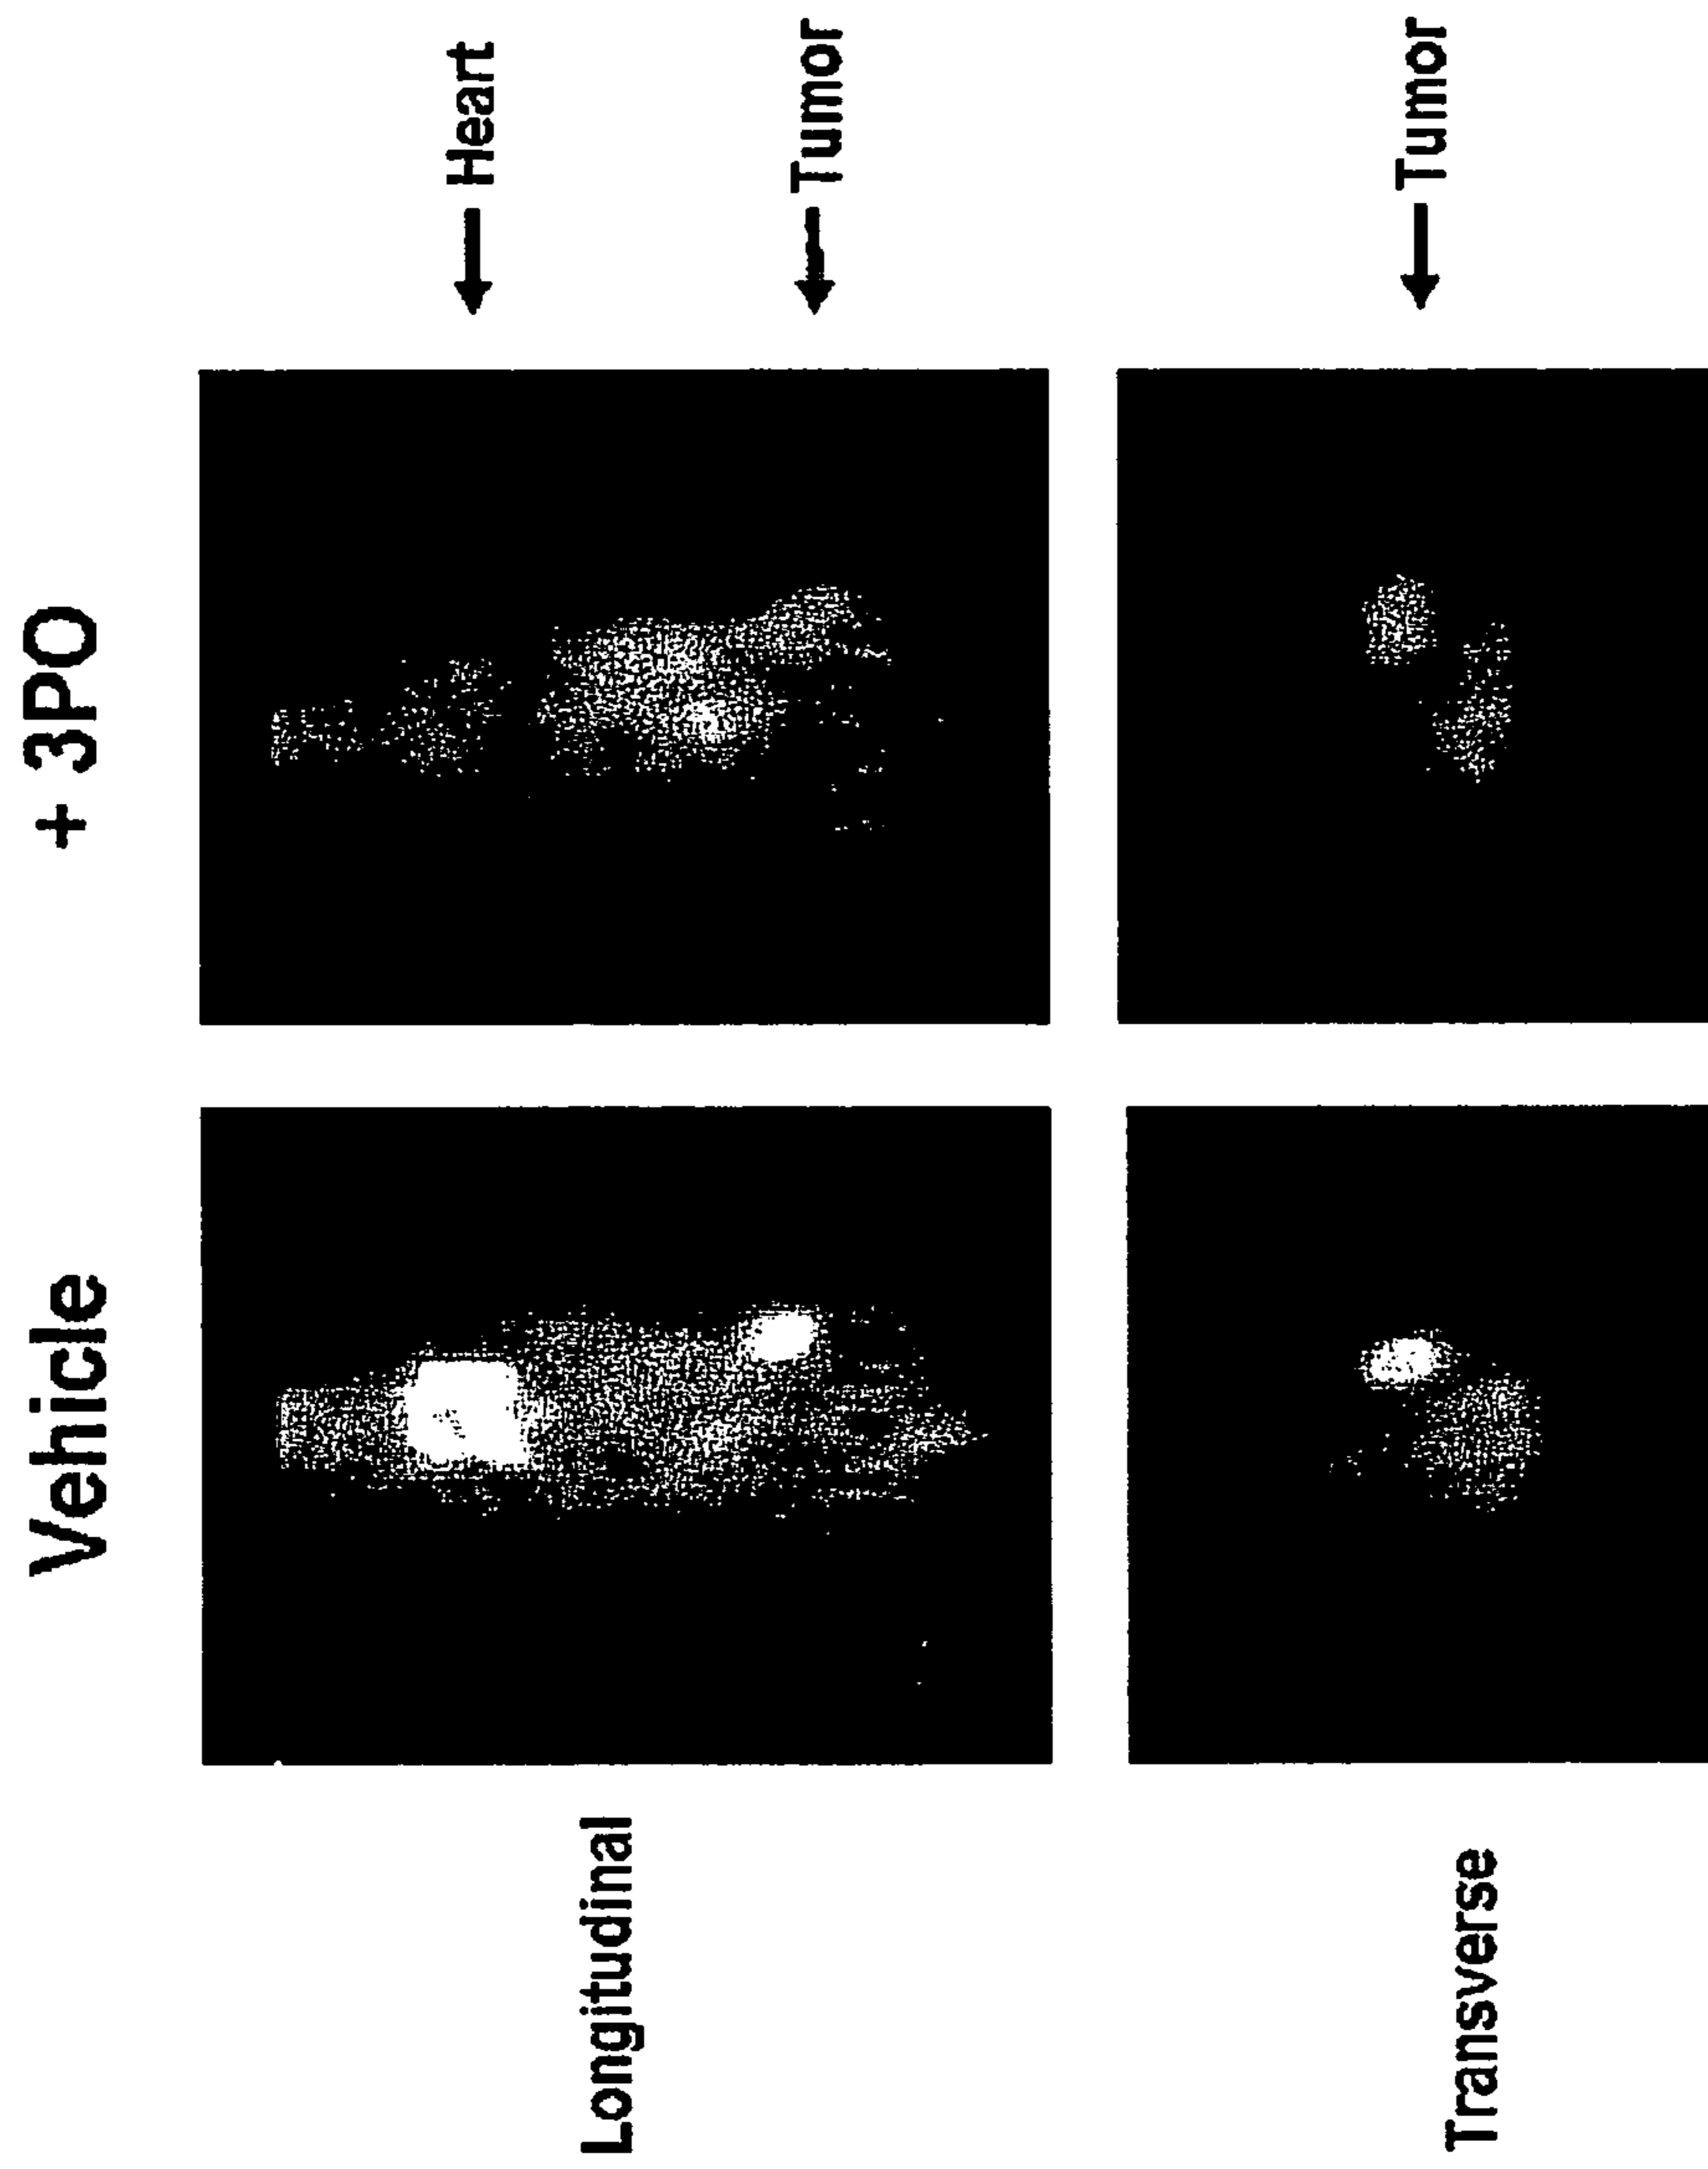 Vehicle
+ 3PO
Longitudinal
Heart
Tumor
Transverse
Tumor